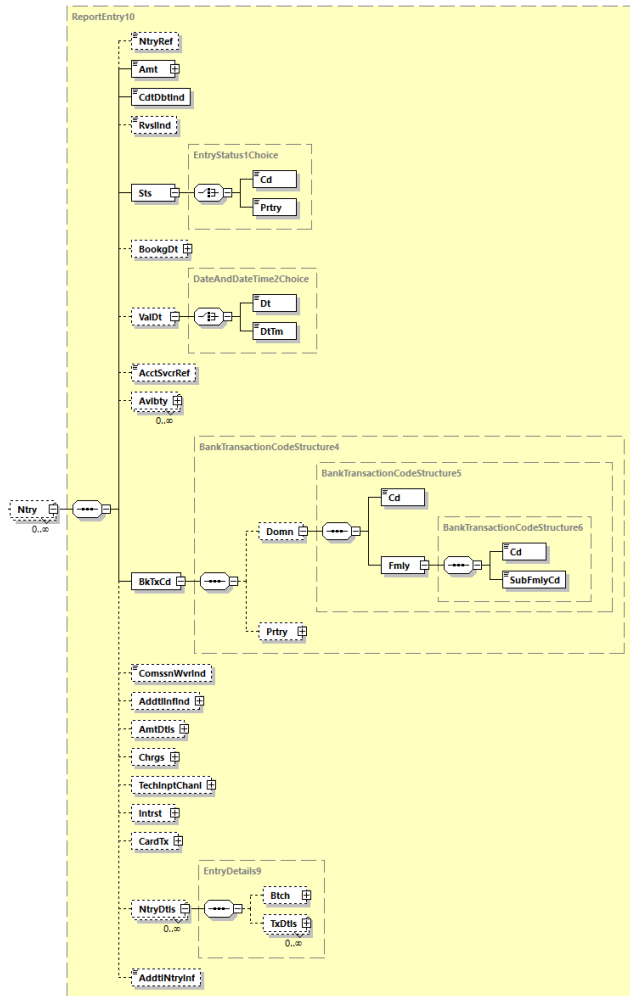 ReportEntry10
NtryRef
Amt
CdtDbtInd
RvslInd
EntryStatus1Choice
Cd
Sts
Prtry
BookgDt
DateAndDateTime2Choice
Dt
ValDt
DtTm
AcctSvcrRef
Avlbty
0..∞
BankTransactionCodeStructure4
BankTransactionCodeStructure5
Cd
Ntry
0..∞
BankTransactionCodeStructure6
Domn
Cd
Fmly
BkTxCd
SubFmlyCd
Prtry
ComssnWvrInd
AddtlInfInd
AmtDtls
Chrgs
TechInptChanl
Intrst
CardTx
EntryDetails9
Btch
NtryDtls
TxDtls
0..∞
0..∞
AddtlNtryInf